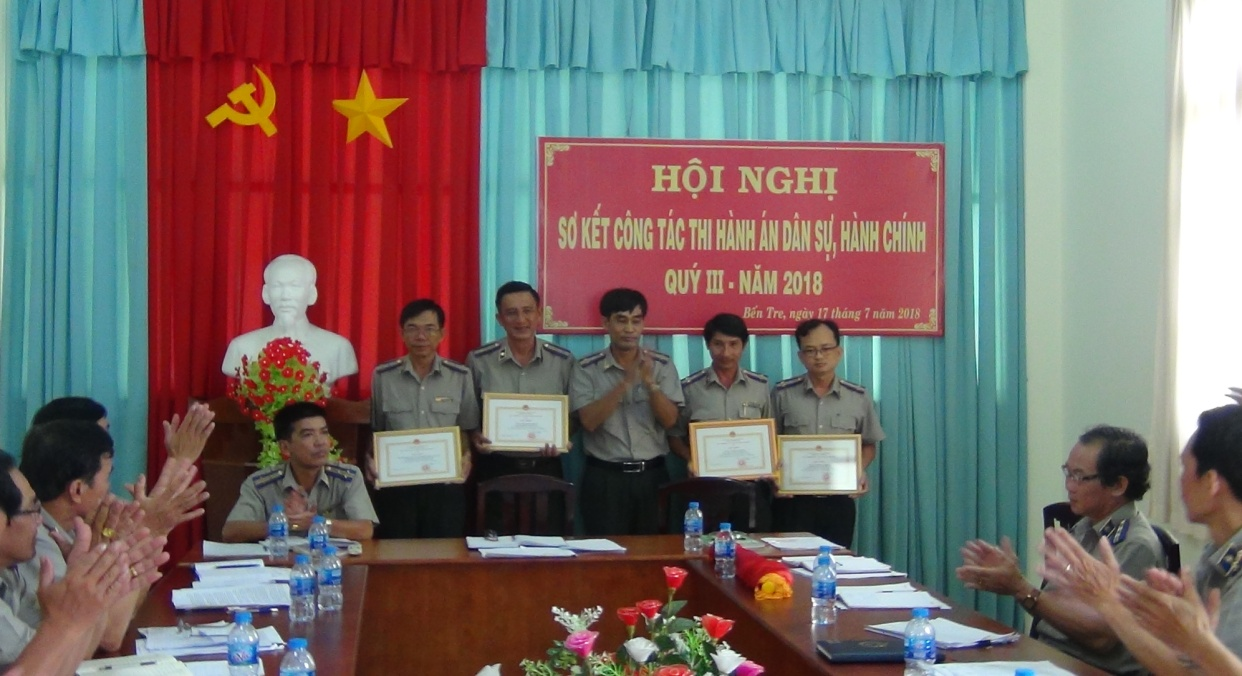 HỘI NGHỊ
SƠ KẾT CÔNG TÁC THI HÀNH ÁN DÂN SỰ, HÀNH CHÍNH
QUÝ III - NĂM 2018
Bến Tre, ngày 17 tháng 7 năm 2018